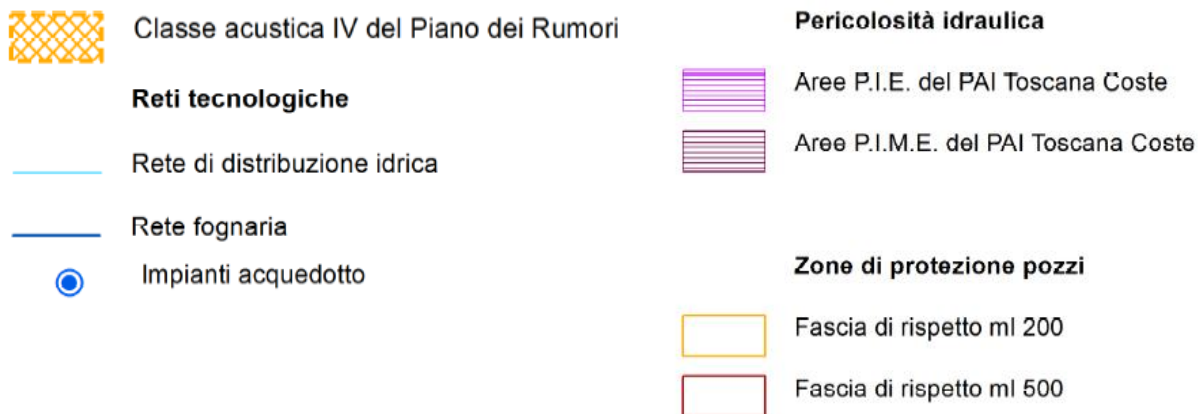 Classe acustica IV del Piano dei Rumori
Reti tecnologiche
Rete di distribuzione idrica
Rete fognaria
Impianti acquedotto
Pericolosità idraulica
Aree P.I.E. del PAI Toscana Coste
Aree P.I.M.E. del PAI Toscana Coste
Zone di protezione pozzi
Fascia di rispetto ml 200
Fascia di rispetto ml 500